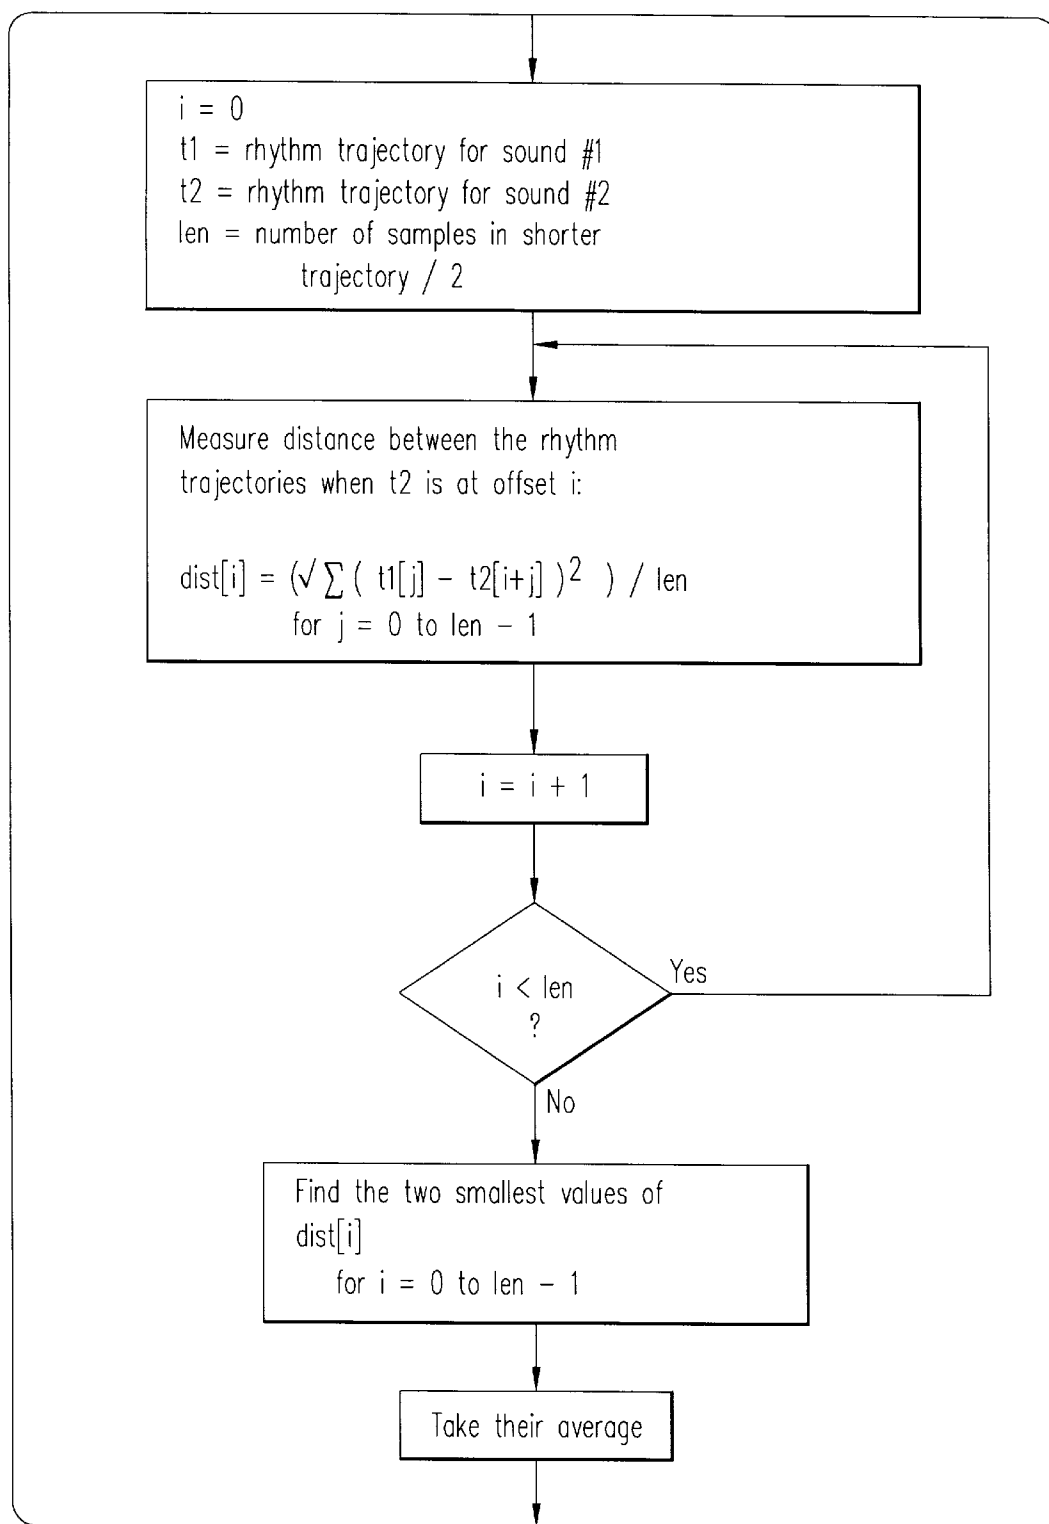 i = 0
t1 = rhythm trajectory for sound #1
t2 = rhythm trajectory for sound #2
len = number of samples in shorter
trajectory / 2
Measure distance between the rhythm
trajectories when t2 is at offset i:
dist[i] = (√∑( t1[j] - t2[i+j] )² ) / len
for j = 0 to len - 1
i = i + 1
i < len
?
Yes
No
Find the two smallest values of
dist[i]
for i = 0 to len - 1
Take their average